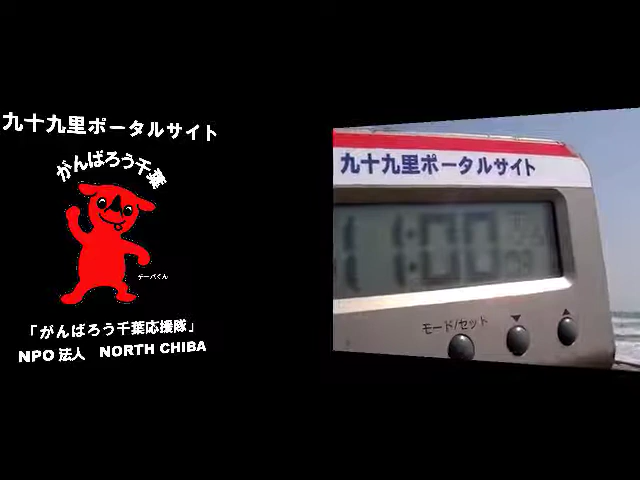 九十九里ポータルサイト
がんばろう千葉
チーバくん
「がんばろう千葉応援隊」
NPO 法人 NORTH CHIBA
九十九里ポータルサイト
1:00
モード/セット
▼
▲